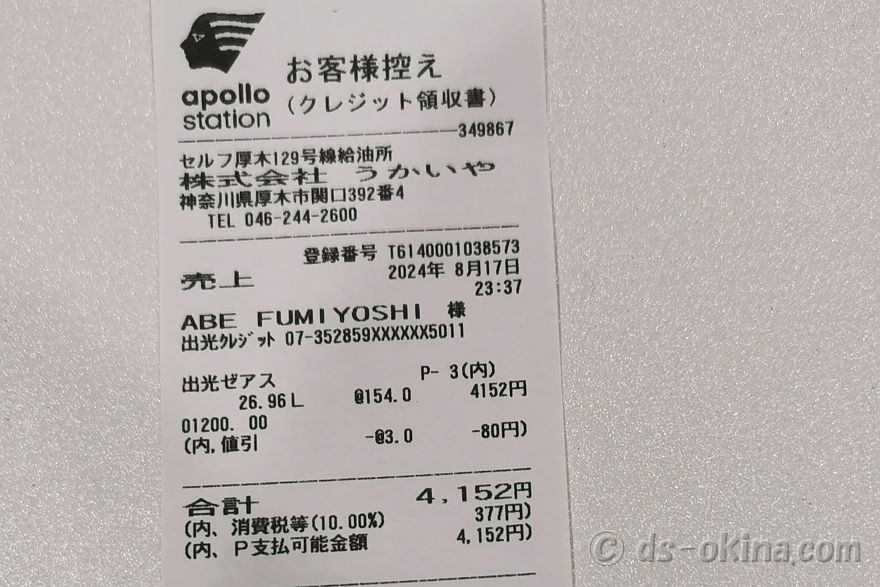 apollo
station
お客様控え
(クレジット領収書)
349867
セルフ厚木129号線給油所
株式会社 うかいや
神奈川県厚木市関口392番4
TEL 046-244-2600
登録番号 T6140001038573
売上 2024年 8月17日
23:37
ABE FUMIYOSHI 様
出光クレジット 07-352859XXXXXX5011
P- 3(内)
出光ゼアス
26.96L @154.0 4152円
01200. 00
(内,値引 -@3.0 -80円)
合計 4,152円
(内、消費税等(10.00%) 377円)
(内、P支払可能金額 4,152円)
© ds-okina.com